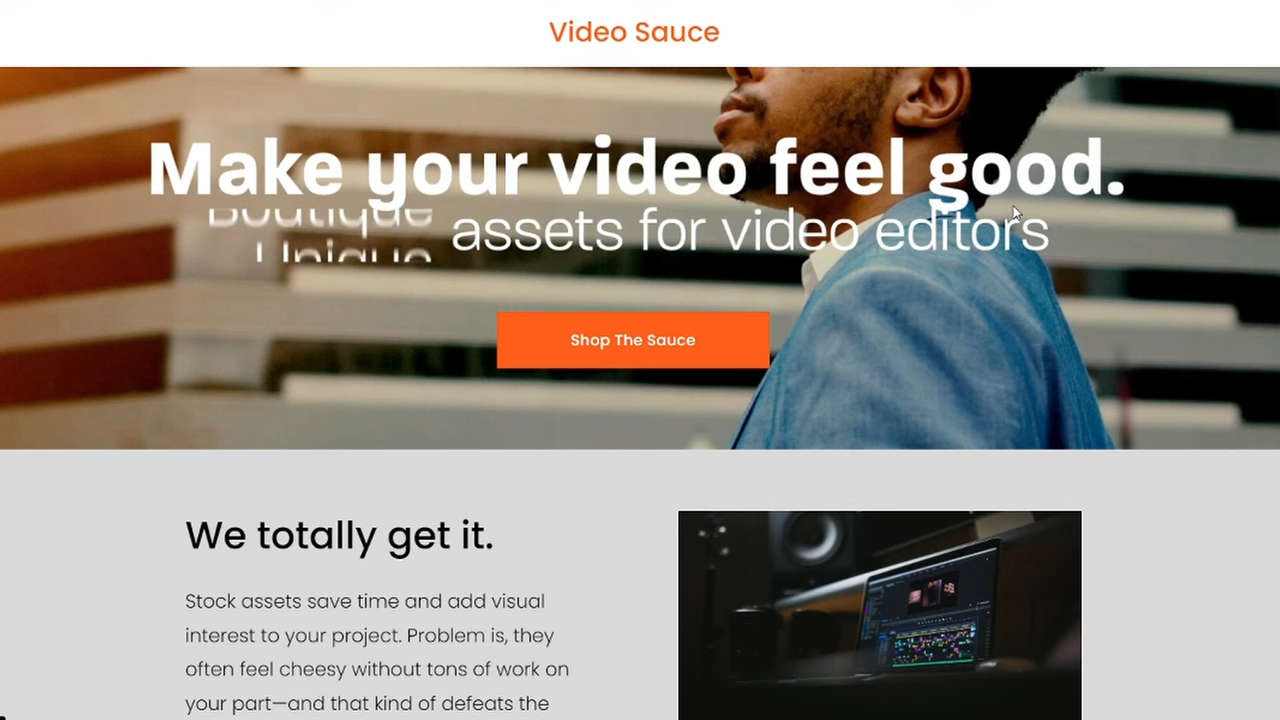 Video Sauce
Make your video feel good.
Boutique
Unique
assets for video editors
Shop The Sauce
We totally get it.
Stock assets save time and add visual
interest to your project. Problem is, they
often feel cheesy without tons of work on
your part—and that kind of defeats the